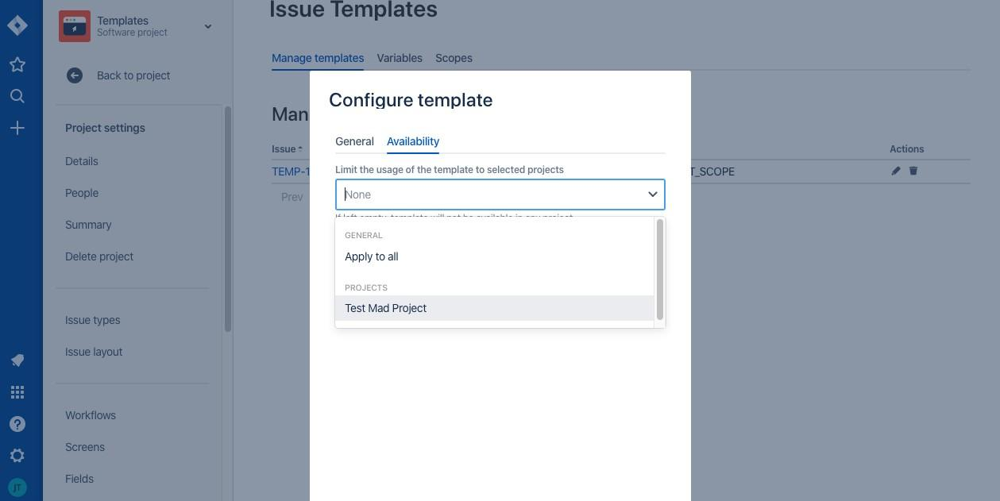 Issue Templates
Templates
Software project
Back to project
Project settings
Details
People
Summary
Delete project
Issue types
Issue layout
Workflows
Screens
Fields
JT
Manage templates Variables Scopes
Man
Issue Actions
TEMP-1 T_SCOPE
Prev
Configure template
General Availability
Limit the usage of the template to selected projects
None
If left empty, template will not be available in any project
GENERAL
Apply to all
PROJECTS
Test Mad Project